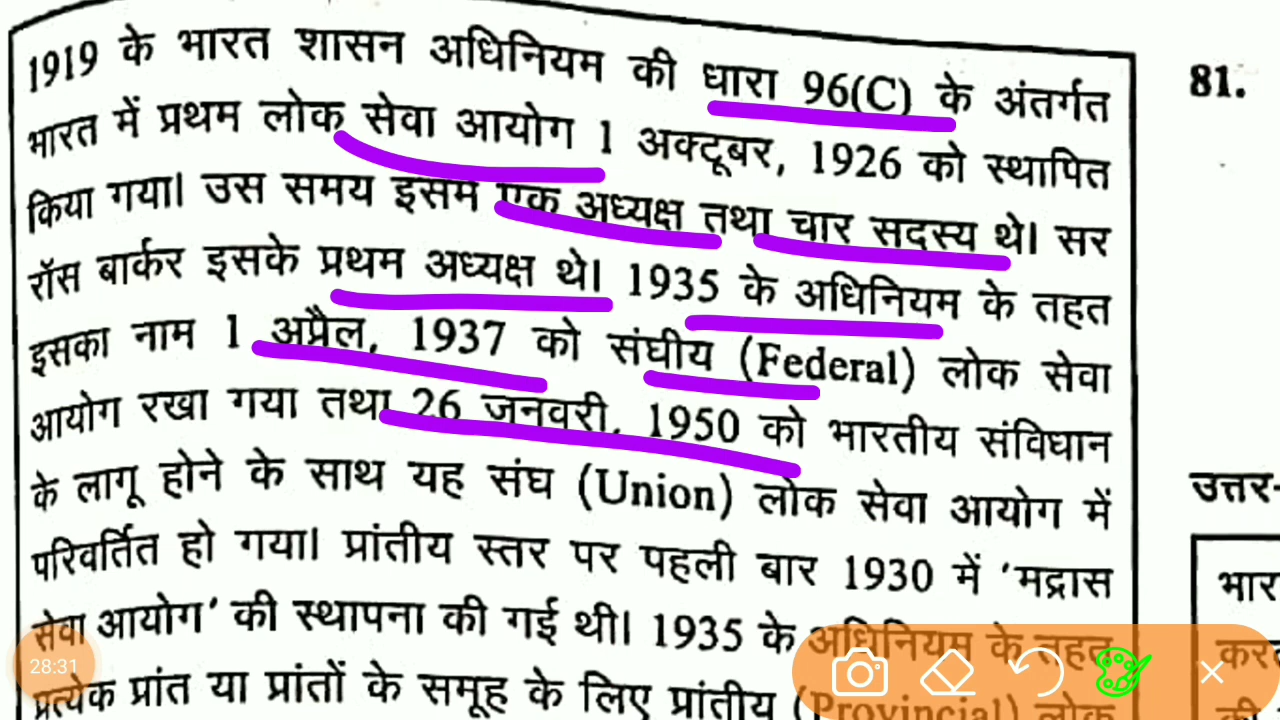 1919 के भारत शासन अधिनियम की धारा 96(C) के अंतर्गत
भारत में प्रथम लोक सेवा आयोग 1 अक्टूबर, 1926 को स्थापित
किया गया। उस समय इसमें एक अध्यक्ष तथा चार सदस्य थे। सर
रॉस बार्कर इसके प्रथम अध्यक्ष थे। 1935 के अधिनियम के तहत
इसका नाम 1 अप्रैल, 1937 को संघीय (Federal) लोक सेवा
आयोग रखा गया तथा 26 जनवरी, 1950 को भारतीय संविधान
के लागू होने के साथ यह संघ (Union) लोक सेवा आयोग में
परिवर्तित हो गया। प्रांतीय स्तर पर पहली बार 1930 में 'मद्रास
सेवा आयोग' की स्थापना की गई थी। 1935 के अधिनियम के तहत
प्रत्येक प्रांत या प्रांतों के समूह के लिए प्रांतीय (Provincial) लोक
81.
उत्तर-
भार
कर
28:31